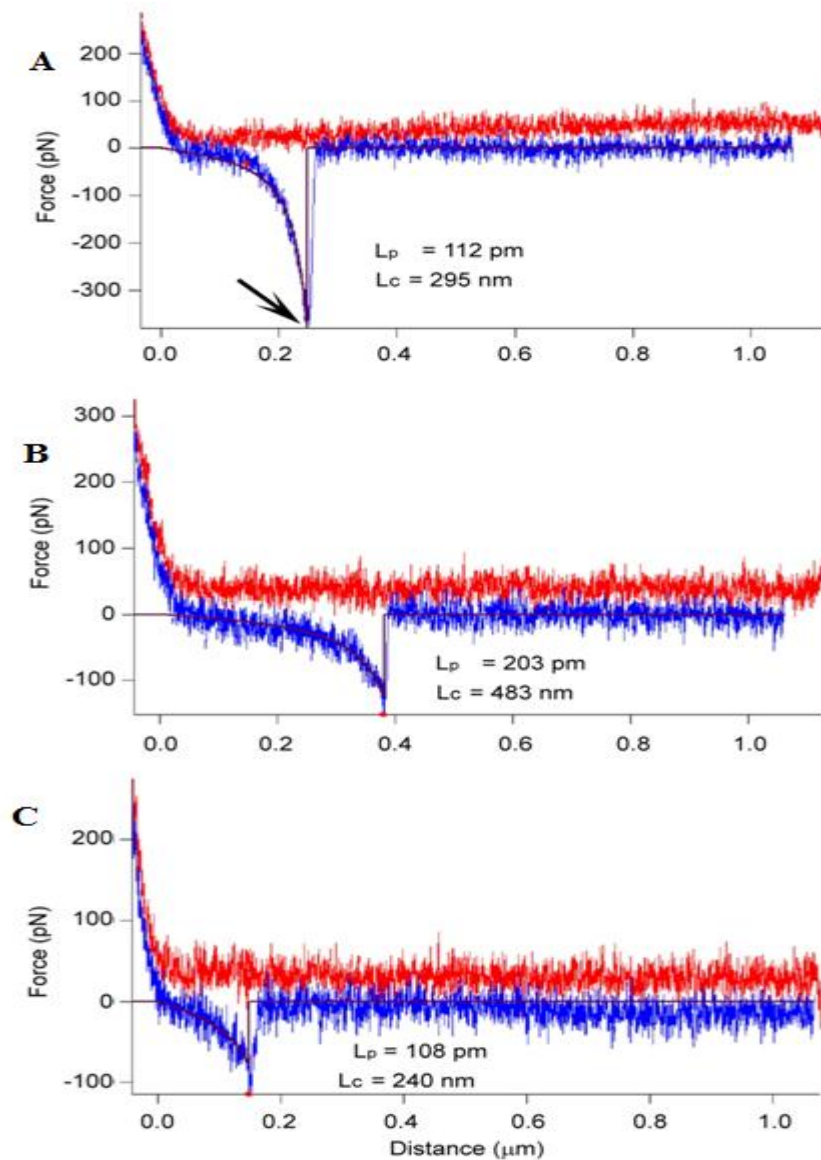 A
200
100
0
-100
-200
-300
Force (pN)
Lₚ = 112 pm
Lc = 295 nm
0.0 0.2 0.4 0.6 0.8 1.0
B
300
200
100
0
-100
Force (pN)
Lₚ = 203 pm
Lc = 483 nm
0.0 0.2 0.4 0.6 0.8 1.0
C
200
100
0
-100
Force (pN)
Lₚ = 108 pm
Lc = 240 nm
0.0 0.2 0.4 0.6 0.8 1.0
Distance (μm)